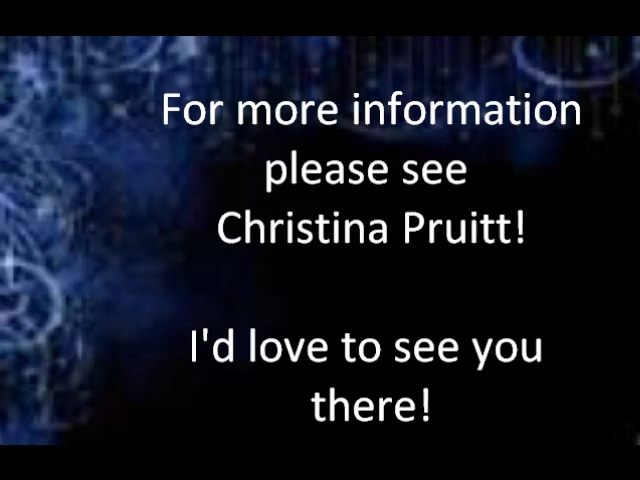 For more information
please see
Christina Pruitt!
I'd love to see you
there!